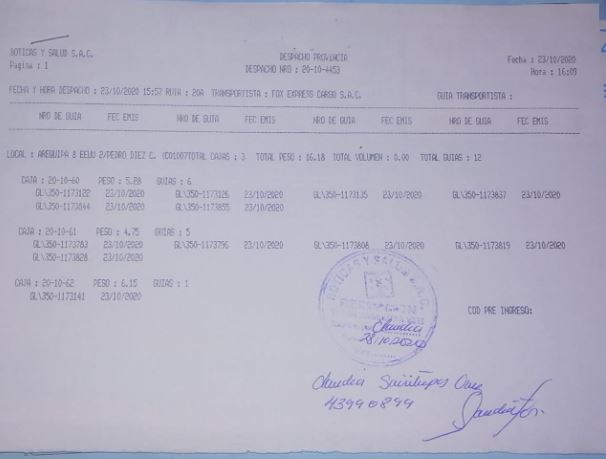 BOTICAS Y SALUD S.A.C. DESPACHO PROVINCIA Fecha : 23/10/2020
Pagina : 1 DESPACHO NRO : 20-10-4453 Hora : 16:09
FECHA Y HORA DESPACHO : 23/10/2020 15:57 RUTA : 20A TRANSPORTISTA : FOX EXPRESS CARGO S.A.C. GUIA TRANSPORTISTA :
NRO DE GUIA FEC EMIS NRO DE GUIA FEC EMIS NRO DE GUIA FEC EMIS NRO DE GUIA FEC EMIS
LOCAL : AREQUIPA 8 EEUU 2/PEDRO DIEZ C. (C01007TOTAL CAJAS : 3 TOTAL PESO : 16.18 TOTAL VOLUMEN : 0.00 TOTAL GUIAS : 12
CAJA : 20-10-60 PESO : 5.28 GUIAS : 6
GL\350-1173122 23/10/2020 GL\350-1173126 23/10/2020 GL\350-1173135 23/10/2020 GL\350-1173837 23/10/2020
GL\350-1173844 23/10/2020 GL\350-1173855 23/10/2020
CAJA : 20-10-61 PESO : 4.75 GUIAS : 5
GL\350-1173783 23/10/2020 GL\350-1173796 23/10/2020 GL\350-1173808 23/10/2020 GL\350-1173819 23/10/2020
GL\350-1173828 23/10/2020
CAJA : 20-10-62 PESO : 6.15 GUIAS : 1
GL\350-1173141 23/10/2020
COD PRE INGRESO:
BOTICAS Y SALUD S.A.C.
RECEPCION
Claudia
28/10/2020
Claudia
43990899